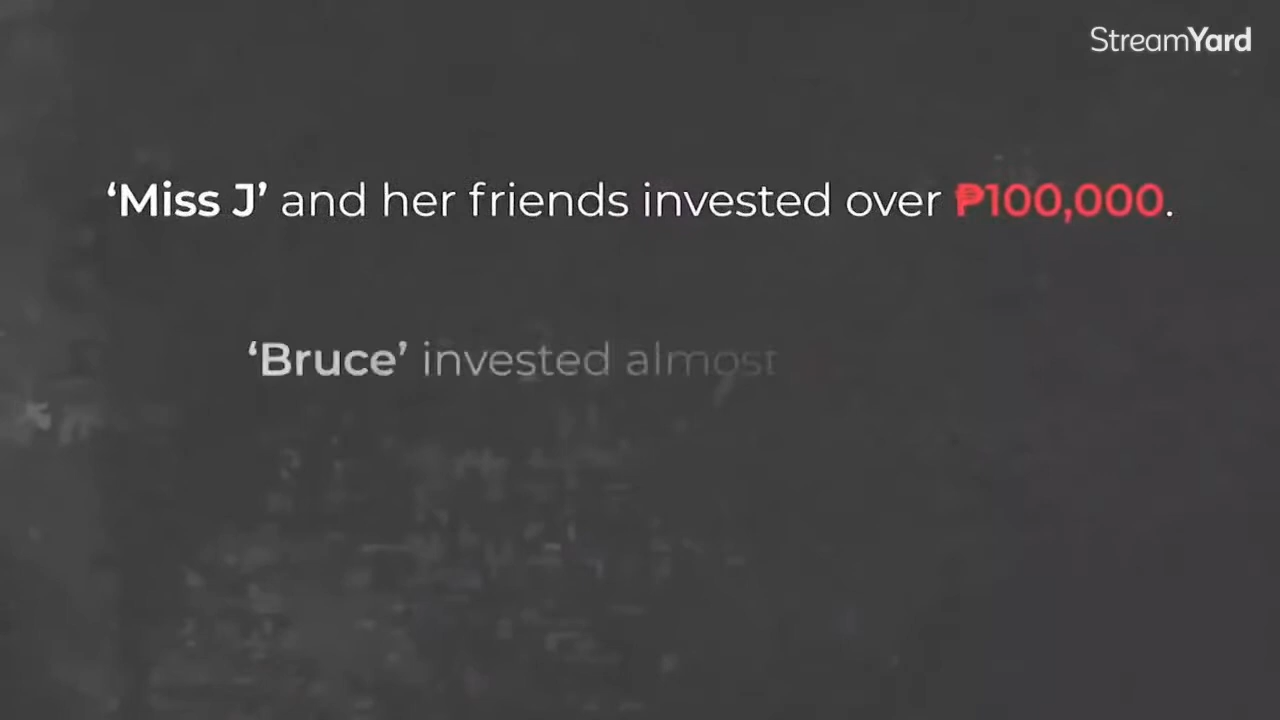 StreamYard
‘Miss J’ and her friends invested over ₱100,000.
‘Bruce’ invested almost